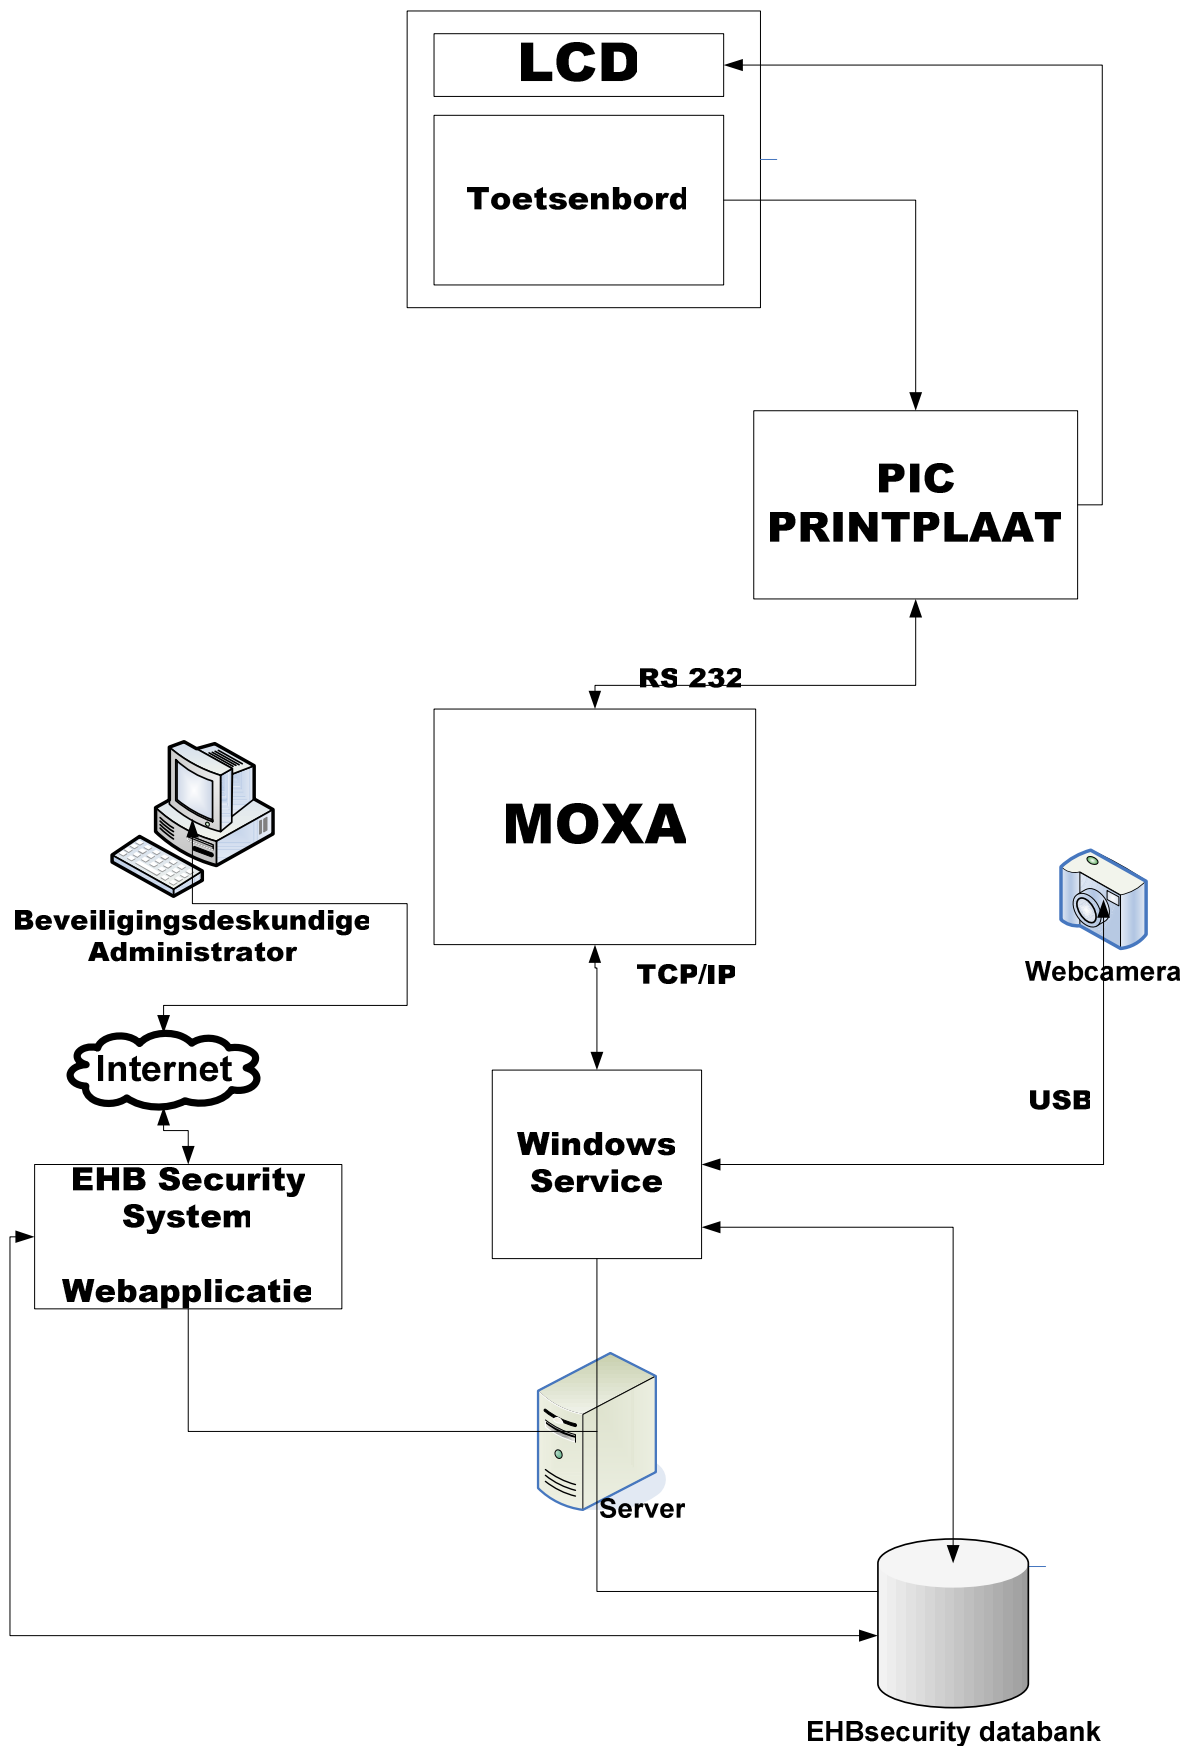 LCD
Toetsenbord
PIC
PRINTPLAAT
RS 232
MOXA
Beveiligingsdeskundige
Administrator
TCP/IP
Webcamera
Internet
USB
Windows
Service
EHB Security
System
Webapplicatie
Server
EHBsecurity databank